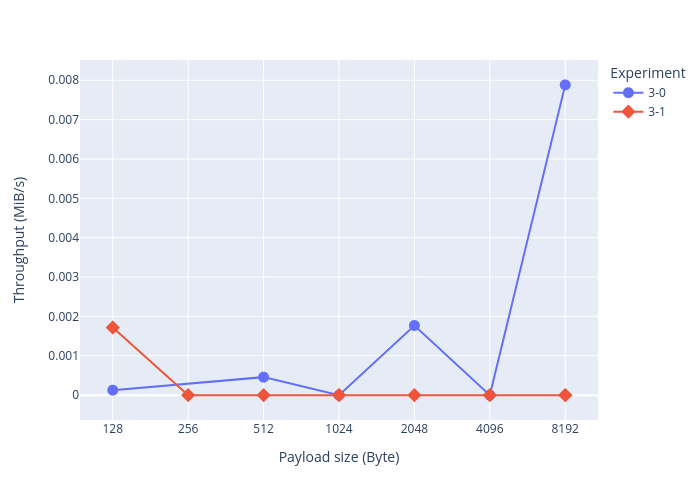 Experiment
3-0
3-1
0.008
0.007
0.006
0.005
0.004
0.003
0.002
0.001
0
Throughput (MiB/s)
128 256 512 1024 2048 4096 8192
Payload size (Byte)